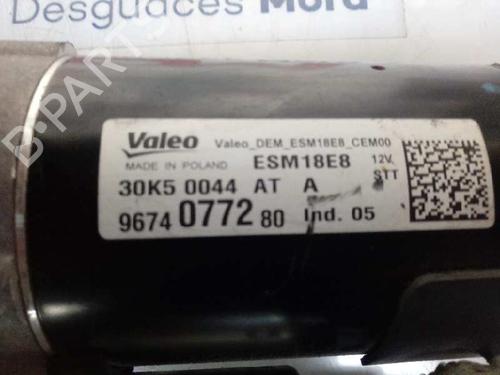 Desguaces Mora
B-PARTS
Valeo Valeo_DEM_ESM18E8_CEM00
MADE IN POLAND ESM18E8 12V
STT
30K5 0044 AT A
9674 0772 80 Ind. 05